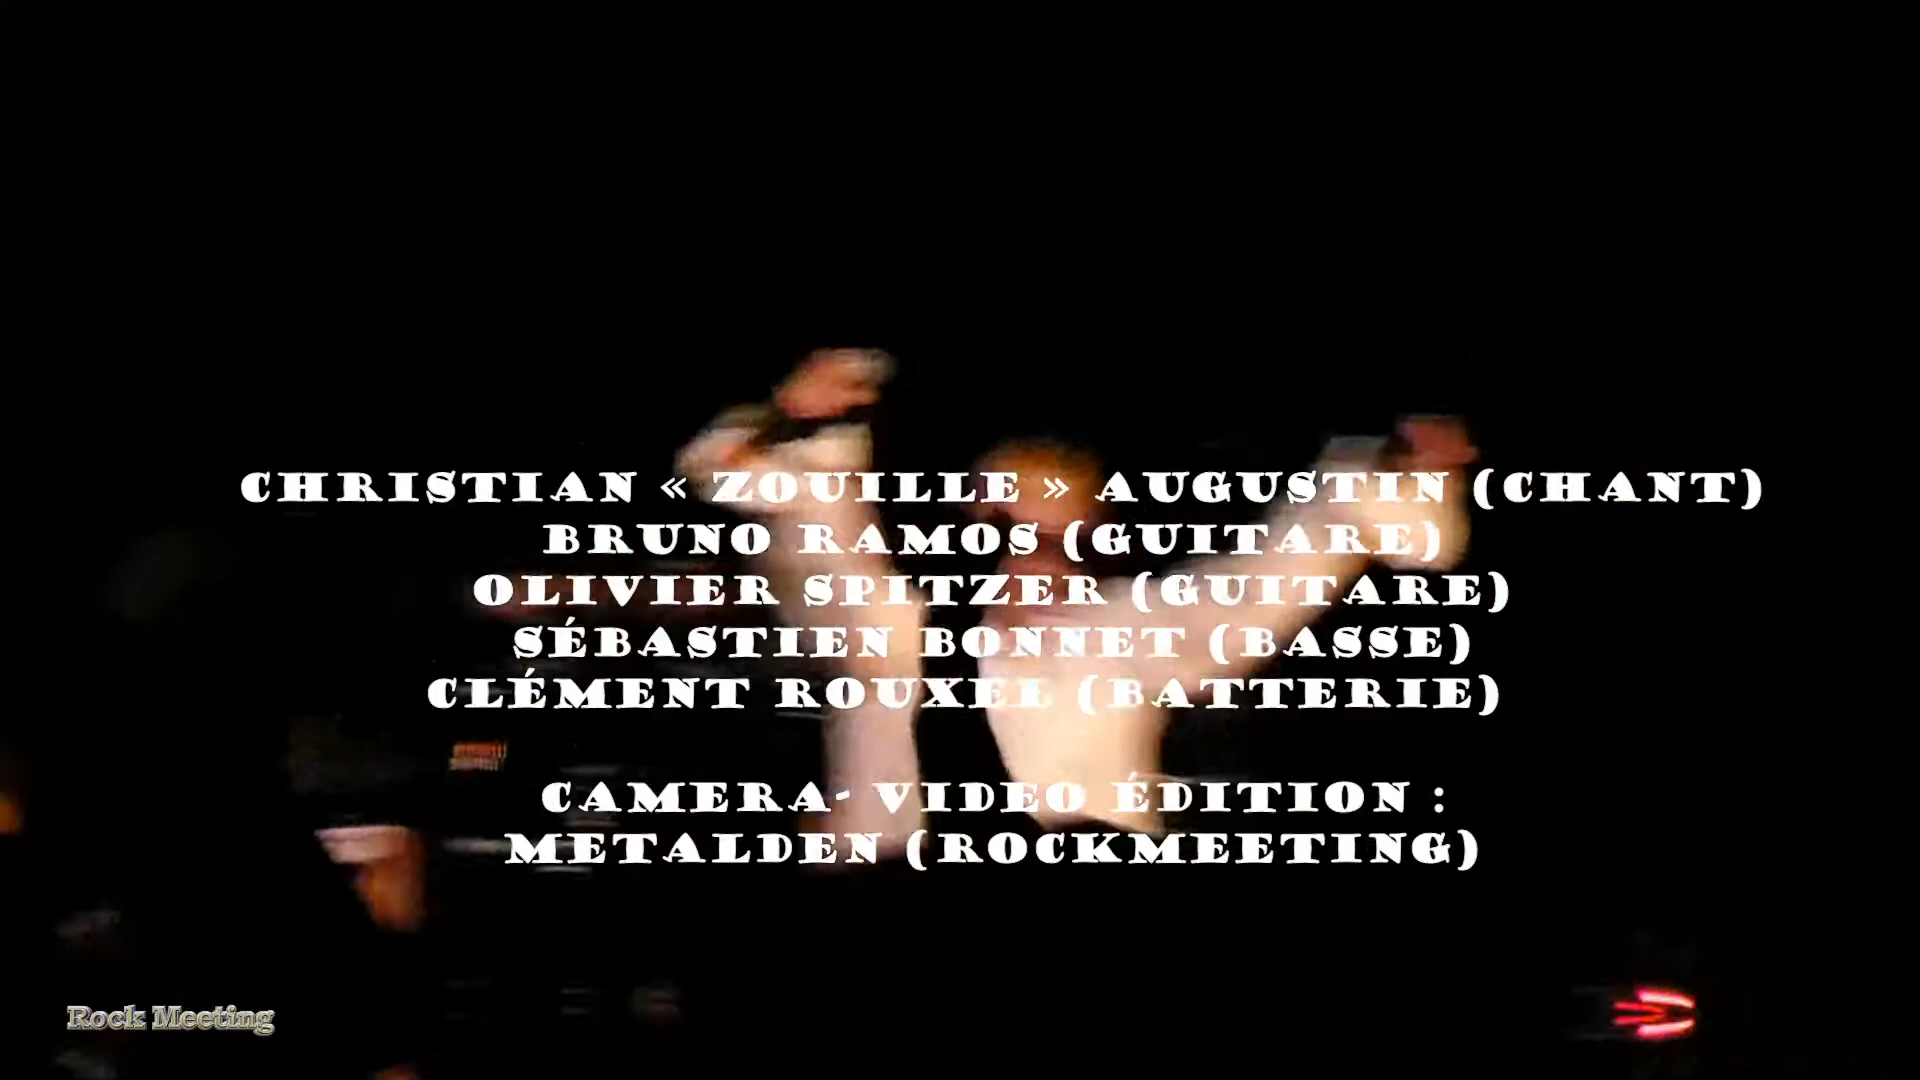 CHRISTIAN « ZOUILLE » AUGUSTIN (CHANT)
BRUNO RAMOS (GUITARE)
OLIVIER SPITZER (GUITARE)
SÉBASTIEN BONNET (BASSE)
CLÉMENT ROUXEL (BATTERIE)
CAMERA- VIDEO ÉDITION :
METALDEN (ROCKMEETING)
Rock Meeting